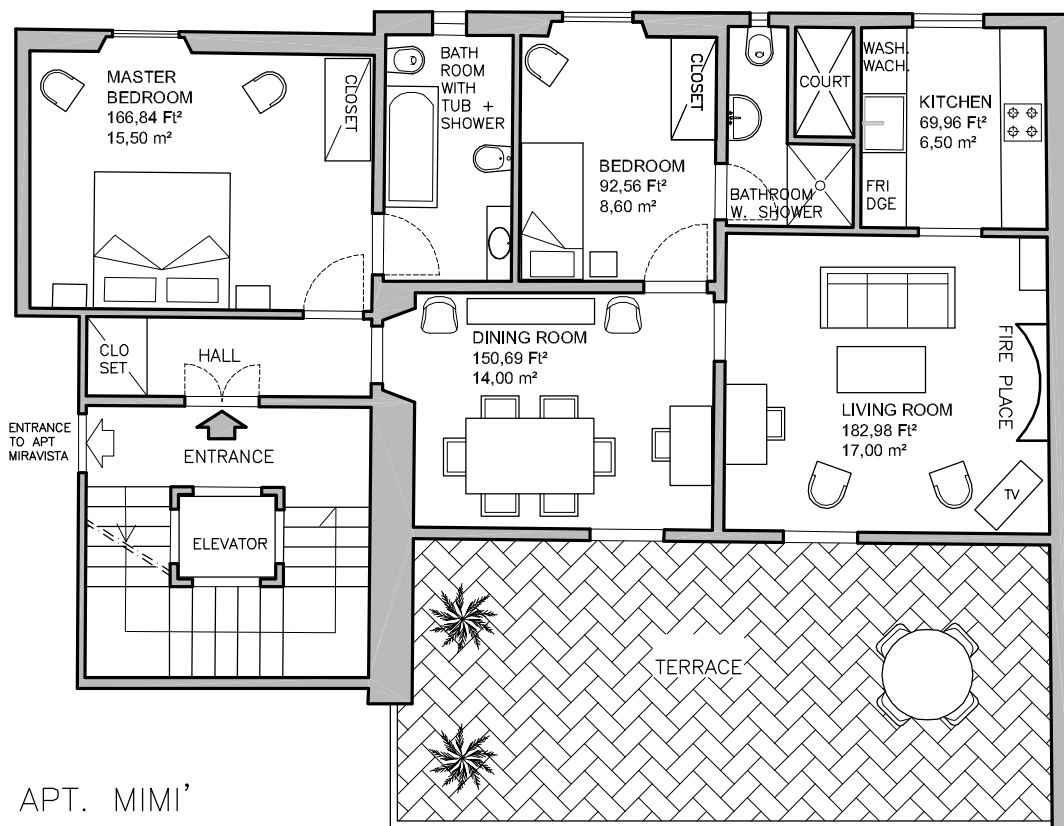 MASTER
BEDROOM
166,84 Ft²
15,50 m²
CLOSET
BATH
ROOM
WITH
TUB +
SHOWER
BEDROOM
92,56 Ft²
8,60 m²
CLOSET
BATHROOM
W. SHOWER
COURT
WASH.
WACH.
FRI
DGE
KITCHEN
69,96 Ft²
6,50 m²
CLO
SET
HALL
DINING ROOM
150,69 Ft²
14,00 m²
LIVING ROOM
182,98 Ft²
17,00 m²
FIRE PLACE
TV
ENTRANCE
TO APT
MIRAVISTA
ENTRANCE
ELEVATOR
TERRACE
APT. MIMI'